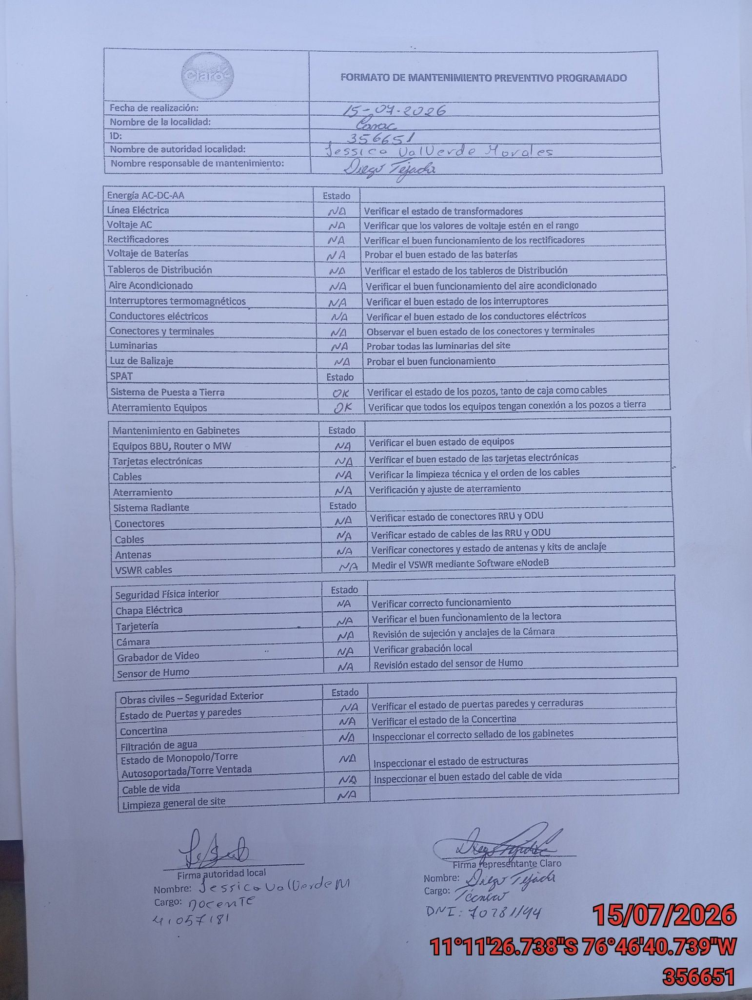 Claro
FORMATO DE MANTENIMIENTO PREVENTIVO PROGRAMADO
Fecha de realización: 15-07-2026
Nombre de la localidad: Carac
ID: 356651
Nombre de autoridad localidad: Jessica Valverde Morales
Nombre responsable de mantenimiento: Diego Tejada
Energía AC-DC-AA Estado
Línea Eléctrica NA Verificar el estado de transformadores
Voltaje AC NA Verificar que los valores de voltaje estén en el rango
Rectificadores NA Verificar el buen funcionamiento de los rectificadores
Voltaje de Baterías NA Probar el buen estado de las baterías
Tableros de Distribución NA Verificar el estado de los tableros de Distribución
Aire Acondicionado NA Verificar el buen funcionamiento del aire acondicionado
Interruptores termomagnéticos NA Verificar el buen estado de los interruptores
Conductores eléctricos NA Verificar el buen estado de los conductores eléctricos
Conectores y terminales NA Observar el buen estado de los conectores y terminales
Luminarias NA Probar todas las luminarias del site
Luz de Balizaje NA Probar el buen funcionamiento
SPAT Estado
Sistema de Puesta a Tierra OK Verificar el estado de los pozos, tanto de caja como cables
Aterramiento Equipos OK Verificar que todos los equipos tengan conexión a los pozos a tierra
Mantenimiento en Gabinetes Estado
Equipos BBU, Router o MW NA Verificar el buen estado de equipos
Tarjetas electrónicas NA Verificar el buen estado de las tarjetas electrónicas
Cables NA Verificar la limpieza técnica y el orden de los cables
Aterramiento NA Verificación y ajuste de aterramiento
Sistema Radiante Estado
Conectores NA Verificar estado de conectores RRU y ODU
Cables NA Verificar estado de cables de las RRU y ODU
Antenas NA Verificar conectores y estado de antenas y kits de anclaje
VSWR cables NA Medir el VSWR mediante Software eNodeB
Seguridad Física interior Estado
Chapa Eléctrica NA Verificar correcto funcionamiento
Tarjetería NA Verificar el buen funcionamiento de la lectora
Cámara NA Revisión de sujeción y anclajes de la Cámara
Grabador de Video NA Verificar grabación local
Sensor de Humo NA Revisión estado del sensor de Humo
Obras civiles – Seguridad Exterior Estado
Estado de Puertas y paredes NA Verificar el estado de puertas paredes y cerraduras
Concertina NA Verificar el estado de la Concertina
Filtración de agua NA Inspeccionar el correcto sellado de los gabinetes
Estado de Monopolo/Torre
Autosoportada/Torre Ventada NA Inspeccionar el estado de estructuras
Cable de vida NA Inspeccionar el buen estado del cable de vida
Limpieza general de site NA
Firma autoridad local
Nombre: Jessica Valverde M
Cargo: Docente
41057181
Diego Tejada
Firma representante Claro
Nombre: Diego Tejada
Cargo: Técnico
DNI: 70281144
15/07/2026
11°11'26.738"S 76°46'40.739"W
356651